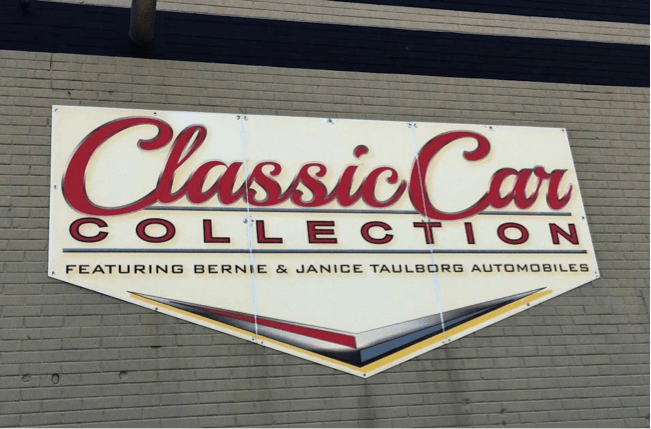 Classic Car
COLLECTION
FEATURING BERNIE & JANICE TAULBORG AUTOMOBILES